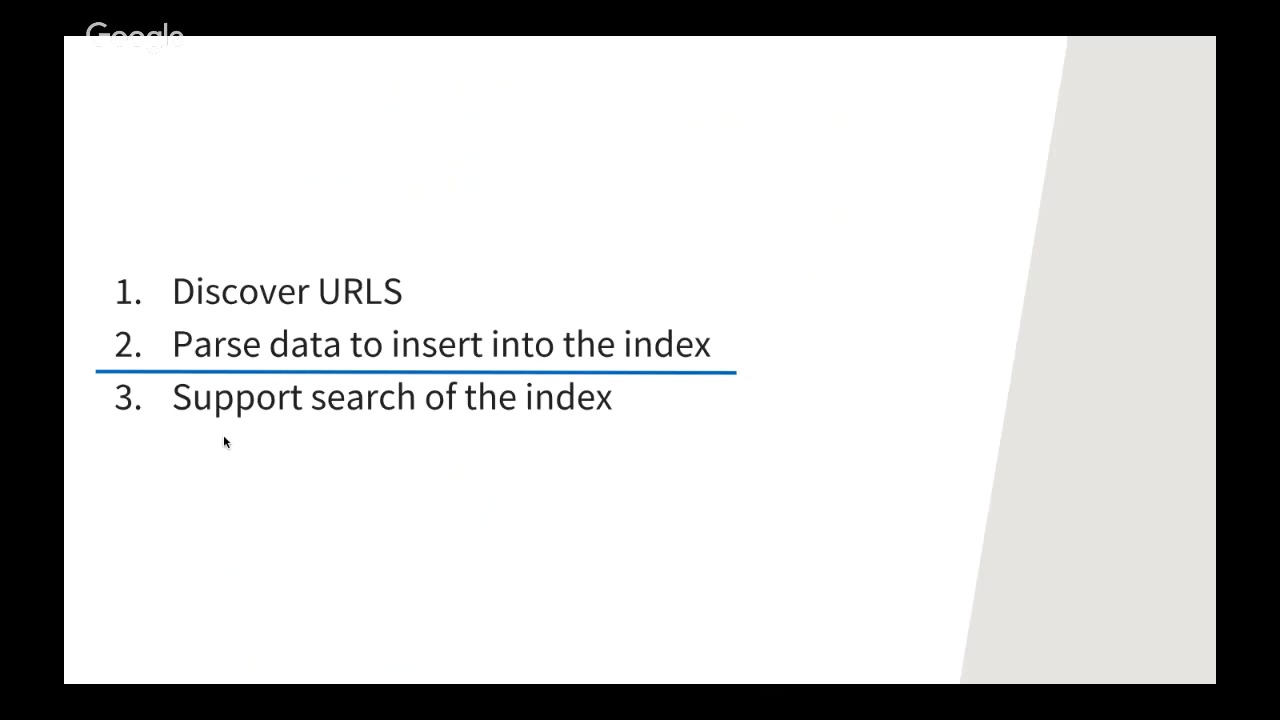 Google
1. Discover URLS
2. Parse data to insert into the index
3. Support search of the index